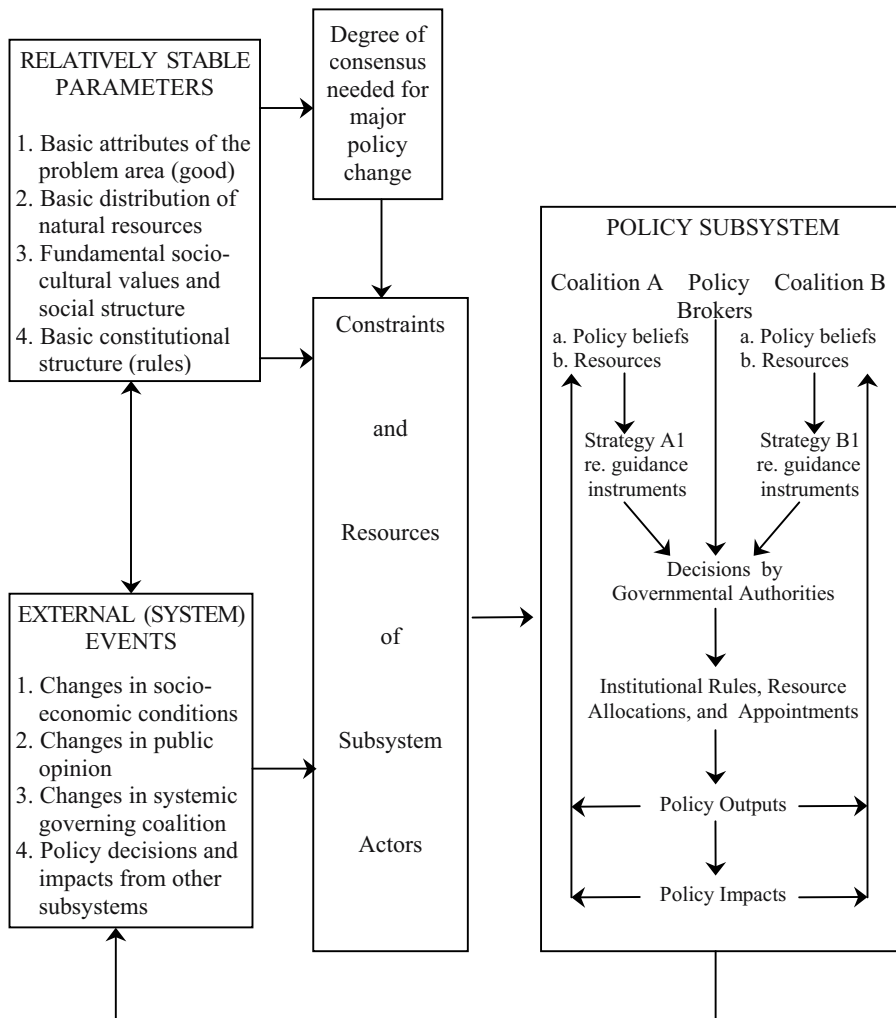 RELATIVELY STABLE
PARAMETERS
1. Basic attributes of the
problem area (good)
2. Basic distribution of
natural resources
3. Fundamental socio-
cultural values and
social structure
4. Basic constitutional
structure (rules)
Degree of
consensus
needed for
major
policy
change
EXTERNAL (SYSTEM)
EVENTS
1. Changes in socio-
economic conditions
2. Changes in public
opinion
3. Changes in systemic
governing coalition
4. Policy decisions and
impacts from other
subsystems
Constraints
and
Resources
of
Subsystem
Actors
POLICY SUBSYSTEM
Coalition A
a. Policy beliefs
b. Resources
Strategy A1
re. guidance
instruments
Policy
Brokers
Coalition B
a. Policy beliefs
b. Resources
Strategy B1
re. guidance
instruments
Decisions by
Governmental Authorities
Institutional Rules, Resource
Allocations, and Appointments
Policy Outputs
Policy Impacts